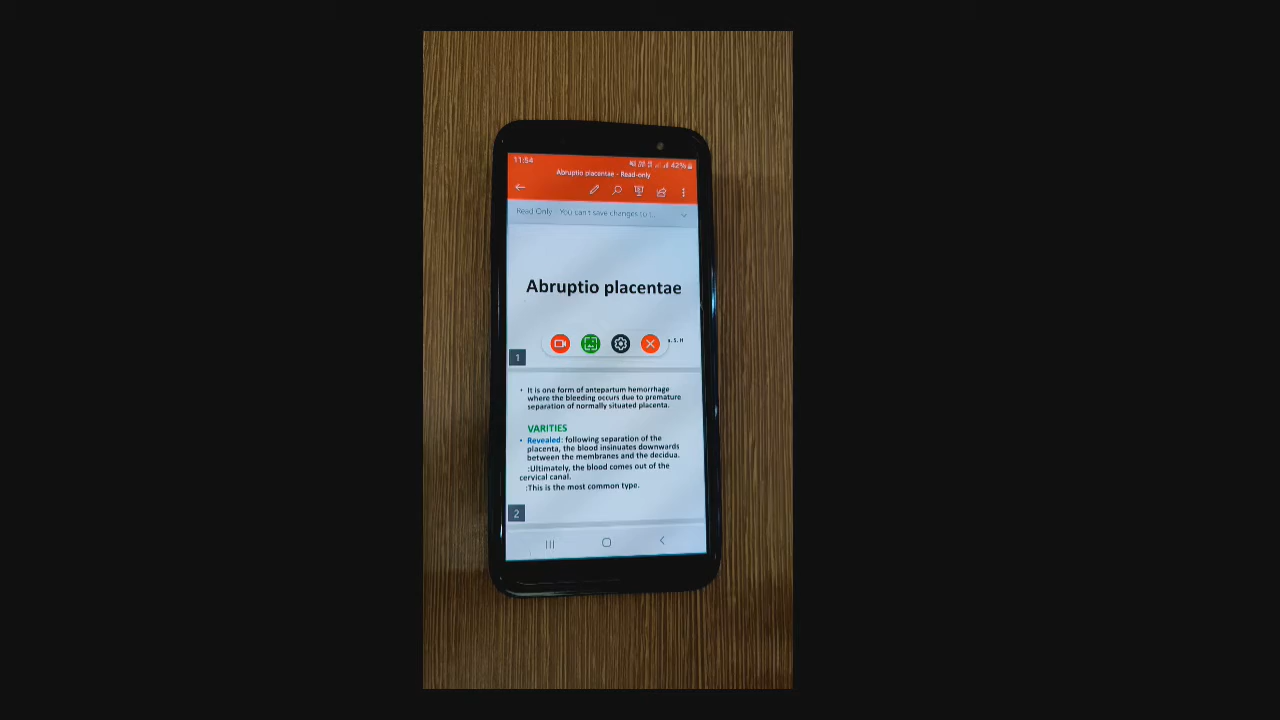 11:54 42%
Abruptio placentae - Read-only
Read Only - You can't save changes to t...
Abruptio placentae
s. S. H
1
• It is one form of antepartum hemorrhage
where the bleeding occurs due to premature
separation of normally situated placenta.
VARITIES
• Revealed: following separation of the
placenta, the blood insinuates downwards
between the membranes and the decidua.
:Ultimately, the blood comes out of the
cervical canal.
:This is the most common type.
2